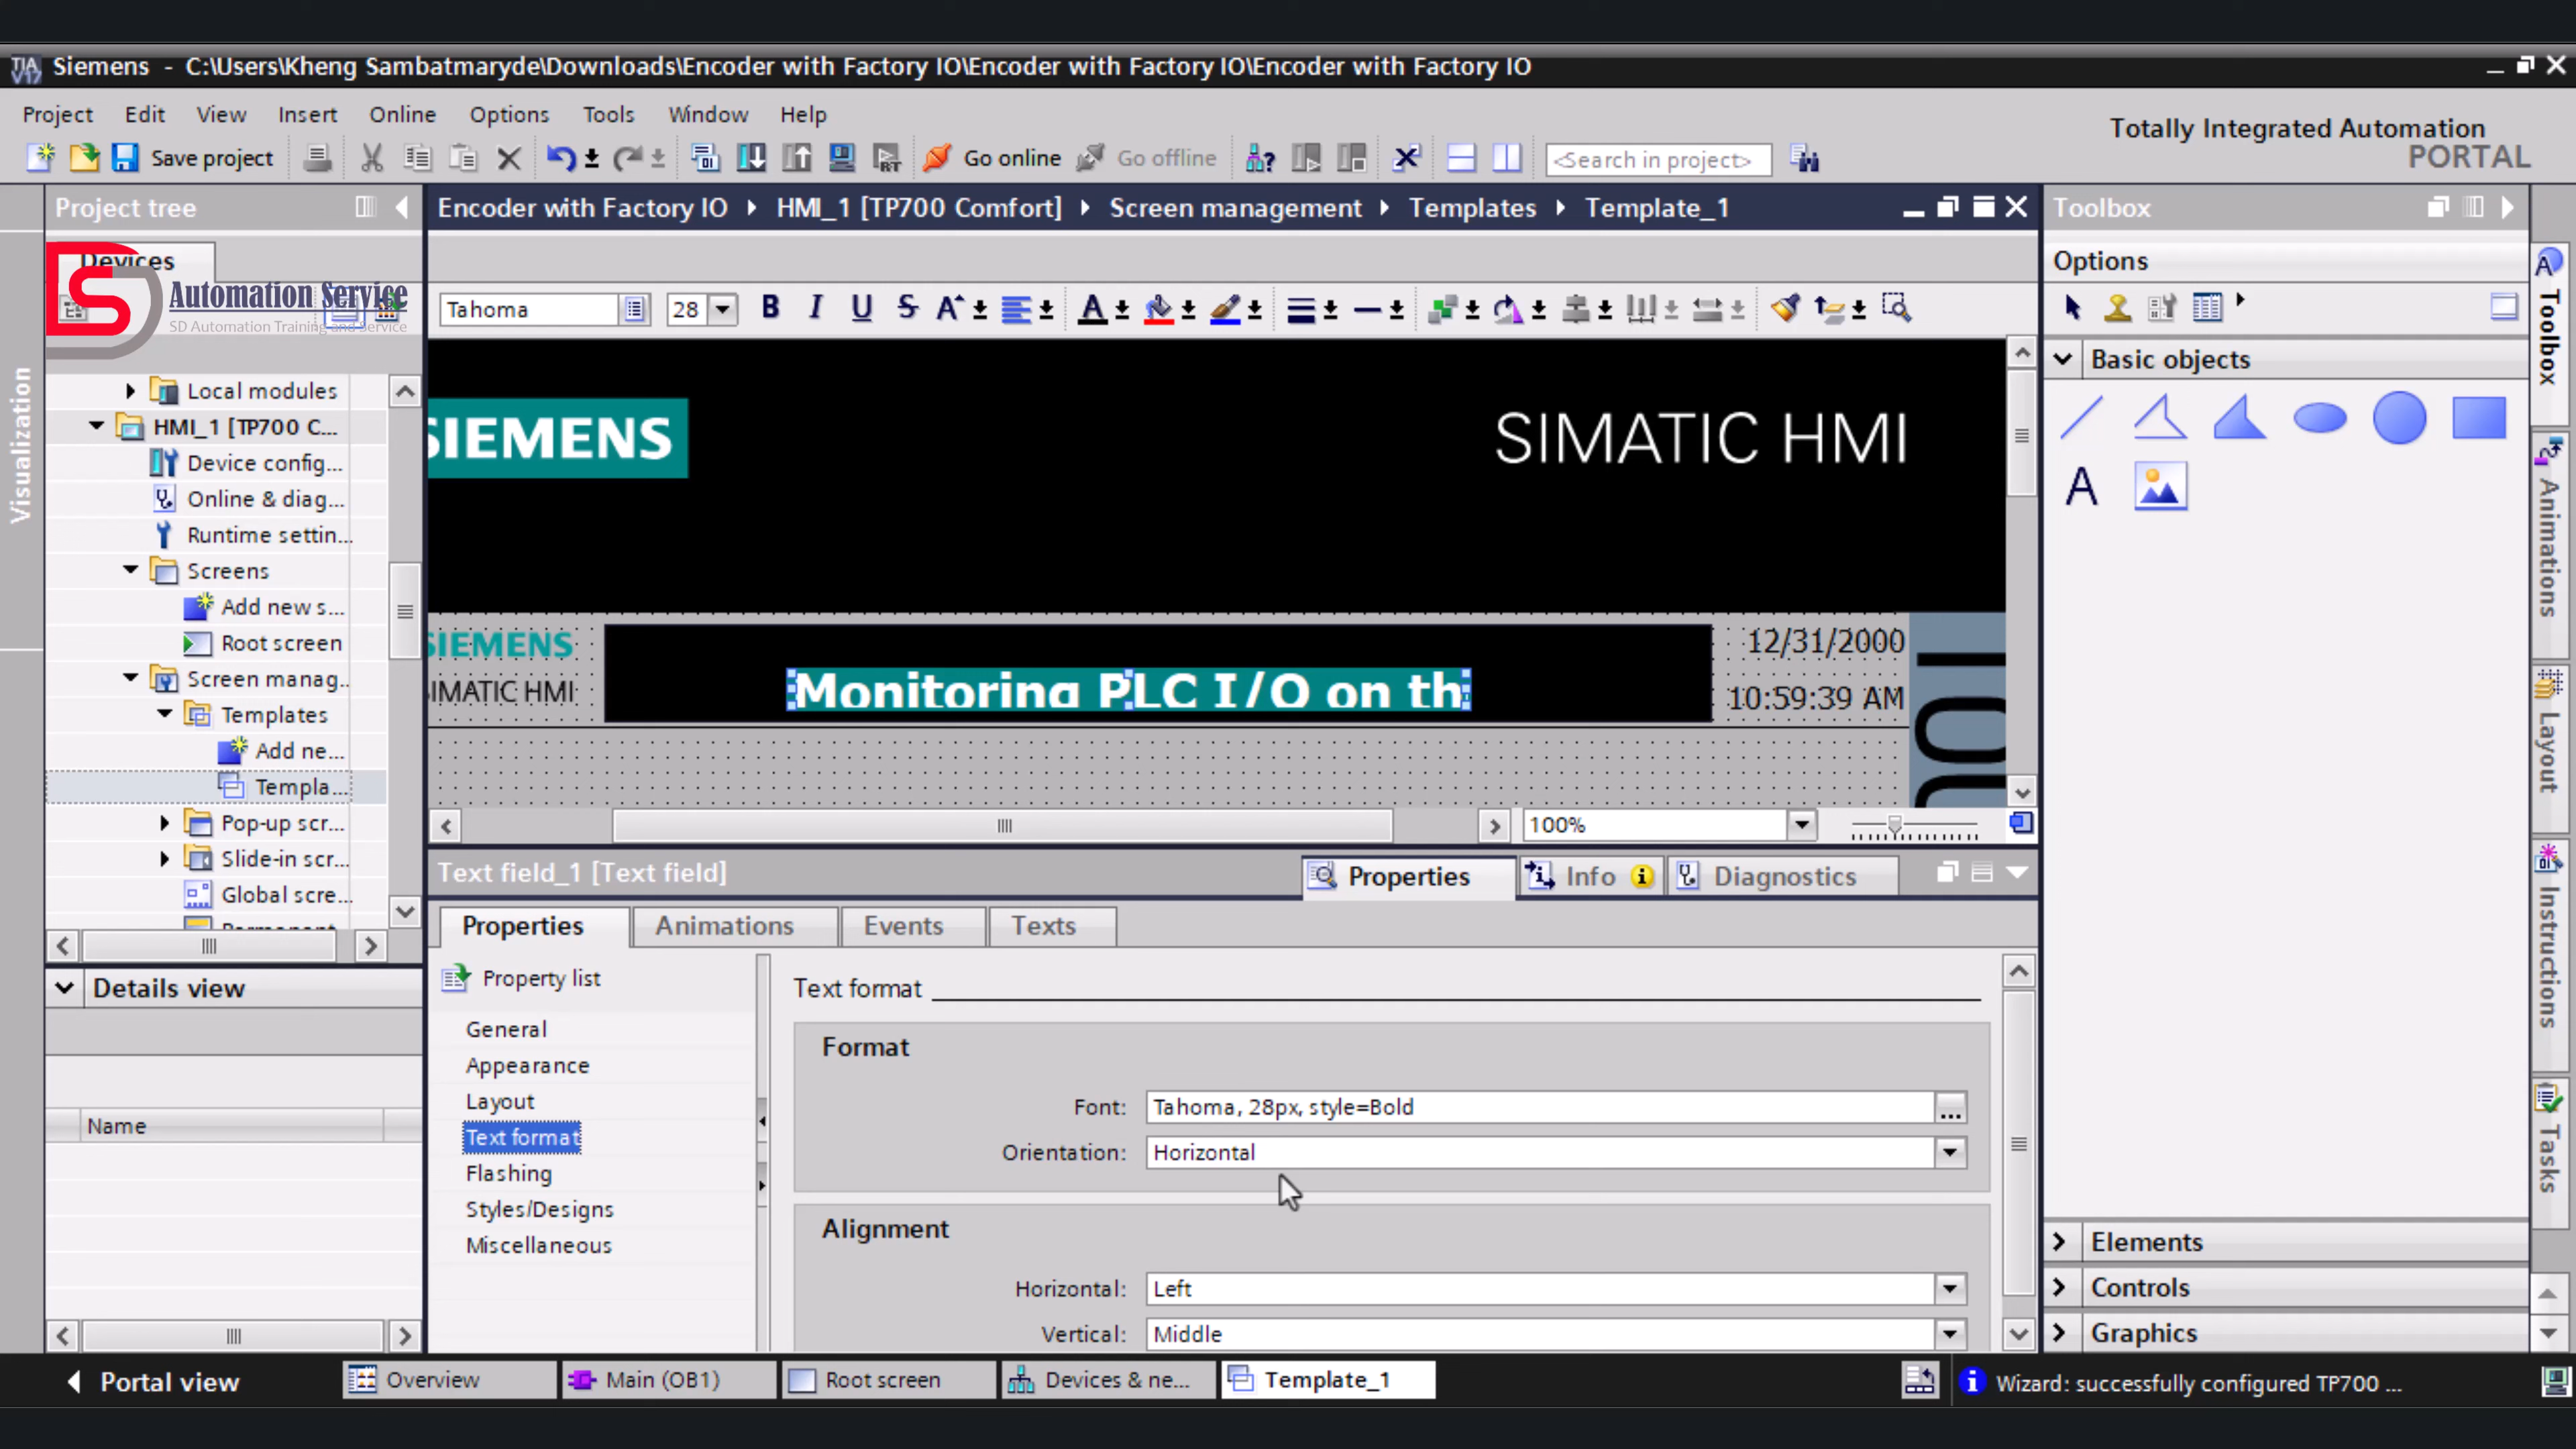 Siemens - C:\Users\Kheng Sambatmaryde\Downloads\Encoder with Factory IO\Encoder with Factory IO\Encoder with Factory IO
Project Edit View Insert Online Options Tools Window Help
Totally Integrated Automation
PORTAL
Save project
Go online
Go offline
<Search in project>
Project tree
Encoder with Factory IO ▸ HMI_1 [TP700 Comfort] ▸ Screen management ▸ Templates ▸ Template_1
Toolbox
Devices
Automation Service
SD Automation Training and Service
Options
Tahoma
28
Basic objects
Visualization
Local modules
HMI_1 [TP700 C...
Device config...
Online & diag...
Runtime settin...
Screens
Add new s...
Root screen
Screen manag...
Templates
Add ne...
Templa...
Pop-up scr...
Slide-in scr...
Global scre...
SIEMENS
SIMATIC HMI
SIEMENS
SIMATIC HMI
Monitoring PLC I/O on th
12/31/2000
10:59:39 AM
100%
Toolbox
Animations
Layout
Instructions
Tasks
Text field_1 [Text field]
Properties
Info
Diagnostics
Properties
Animations
Events
Texts
Property list
General
Appearance
Layout
Text format
Flashing
Styles/Designs
Miscellaneous
Text format
Format
Font: Tahoma, 28px, style=Bold
...
Orientation: Horizontal
Alignment
Horizontal: Left
Vertical: Middle
Details view
Name
Elements
Controls
Graphics
Portal view
Overview
Main (OB1)
Root screen
Devices & ne...
Template_1
Wizard: successfully configured TP700 ...